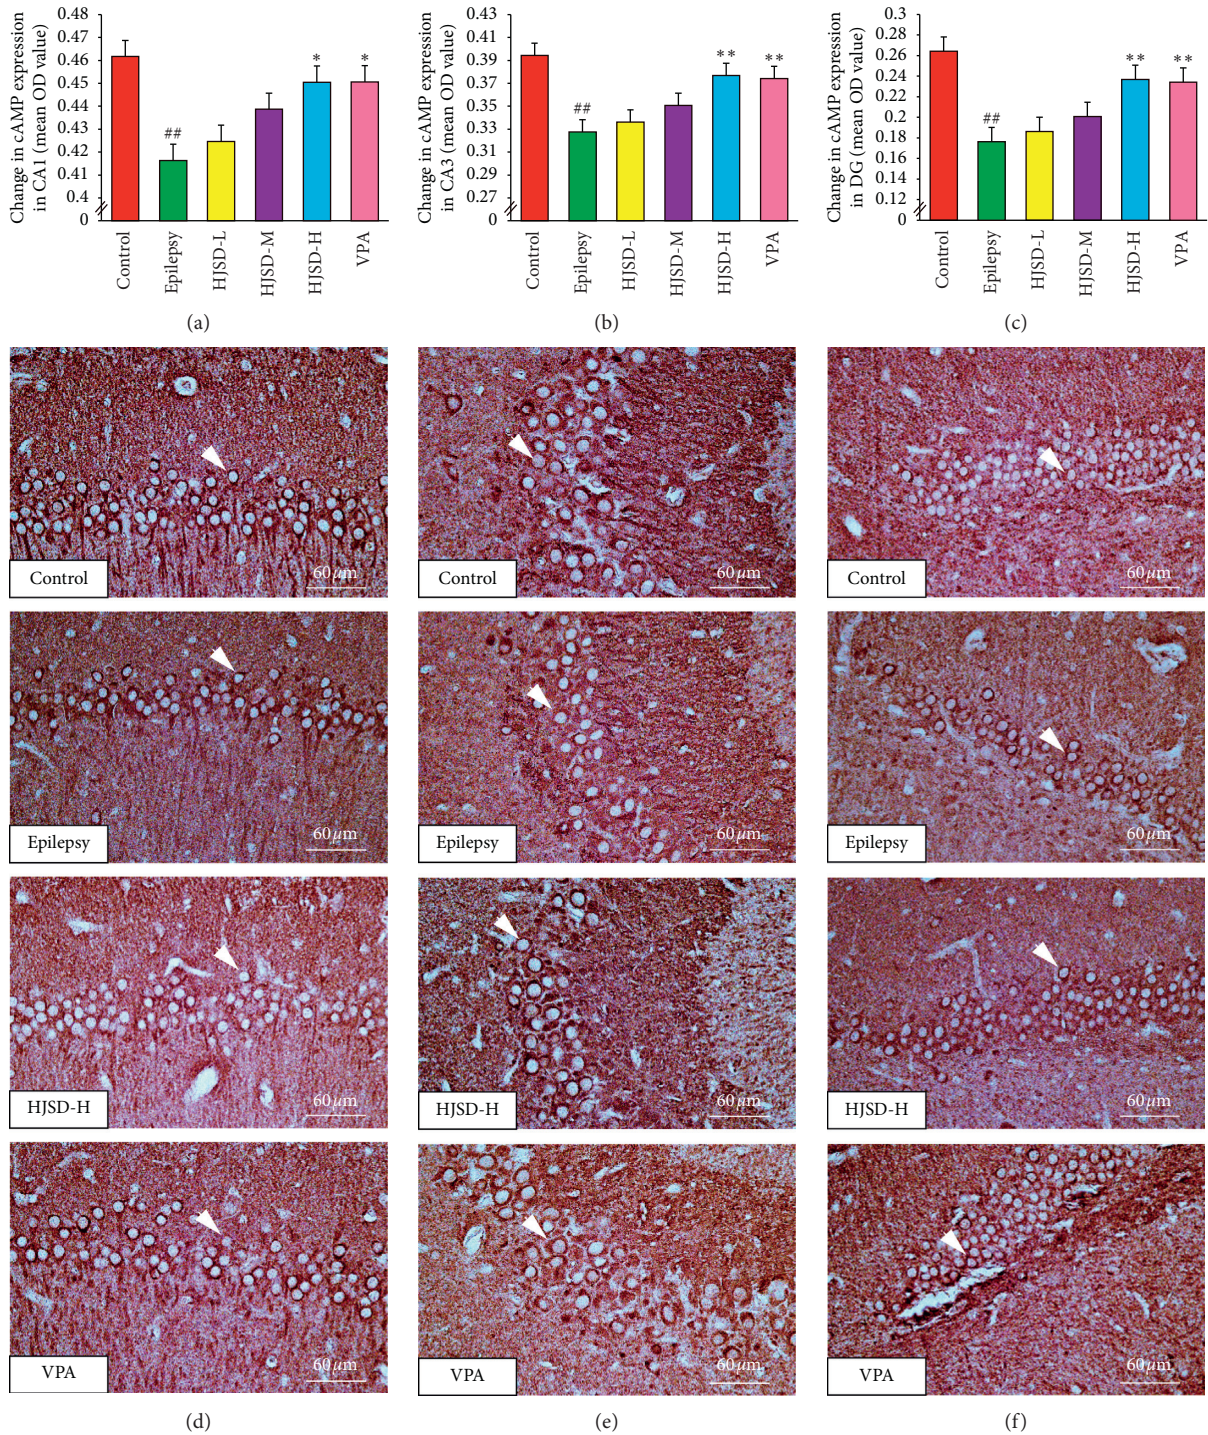 Change in cAMP expression
in CA1 (mean OD value)
0.48
0.47
0.46
0.45
0.44
0.43
0.42
0.41
0.4
0
##
*
*
Control
Epilepsy
HJSD-L
HJSD-M
HJSD-H
VPA
(a)
Change in cAMP expression
in CA3 (mean OD value)
0.43
0.41
0.39
0.37
0.35
0.33
0.31
0.29
0.27
0
##
**
**
Control
Epilepsy
HJSD-L
HJSD-M
HJSD-H
VPA
(b)
Change in cAMP expression
in DG (mean OD value)
0.3
0.28
0.26
0.24
0.22
0.2
0.18
0.16
0.14
0.12
0
##
**
**
Control
Epilepsy
HJSD-L
HJSD-M
HJSD-H
VPA
(c)
Control
60 μm
Control
60 μm
Control
60 μm
Epilepsy
60 μm
Epilepsy
60 μm
Epilepsy
60 μm
HJSD-H
60 μm
HJSD-H
60 μm
HJSD-H
60 μm
VPA
60 μm
VPA
60 μm
VPA
60 μm
(d)
(e)
(f)